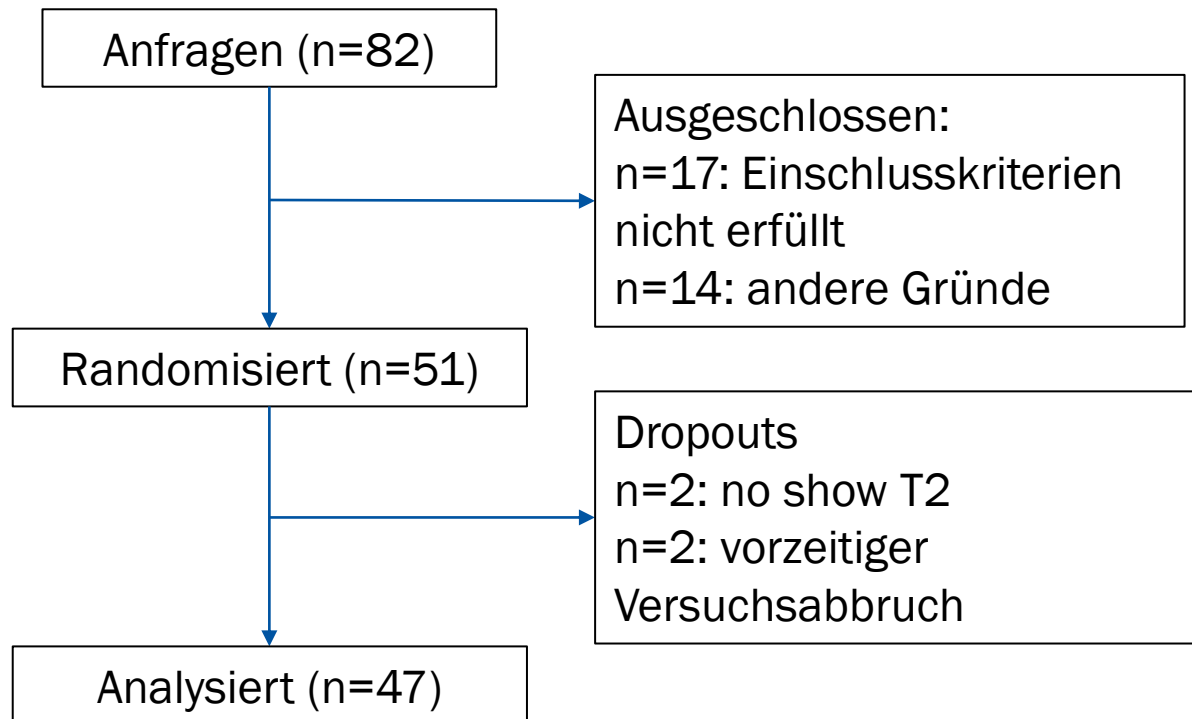 Anfragen (n=82)
Ausgeschlossen:
n=17: Einschlusskriterien
nicht erfüllt
n=14: andere Gründe
Randomisiert (n=51)
Dropouts
n=2: no show T2
n=2: vorzeitiger
Versuchsabbruch
Analysiert (n=47)